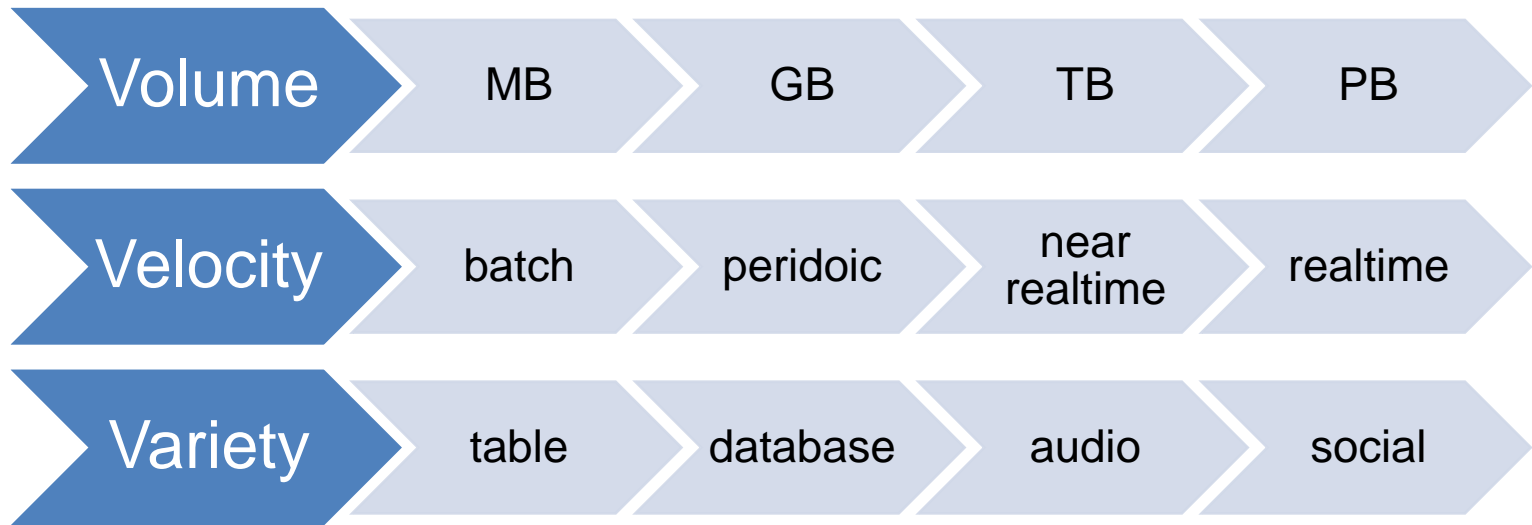 Volume
MB
GB
TB
PB
Velocity
batch
peridoic
near
realtime
realtime
Variety
table
database
audio
social